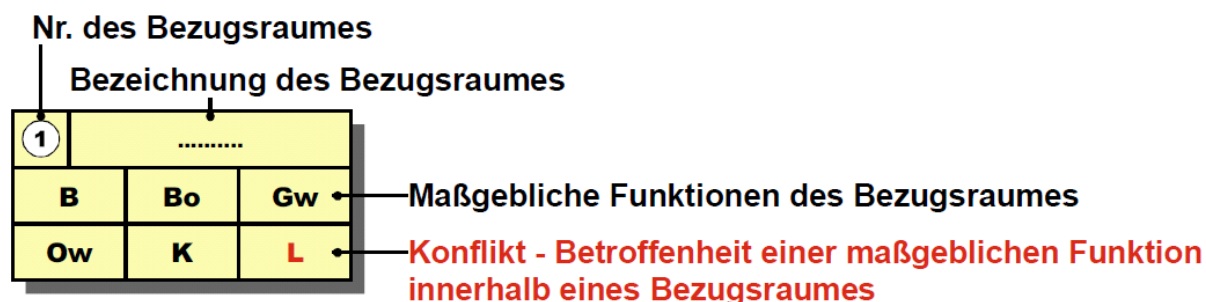 Nr. des Bezugsraumes
Bezeichnung des Bezugsraumes
1 ..........
B Bo Gw
Maßgebliche Funktionen des Bezugsraumes
Ow K L
Konflikt - Betroffenheit einer maßgeblichen Funktion
innerhalb eines Bezugsraumes